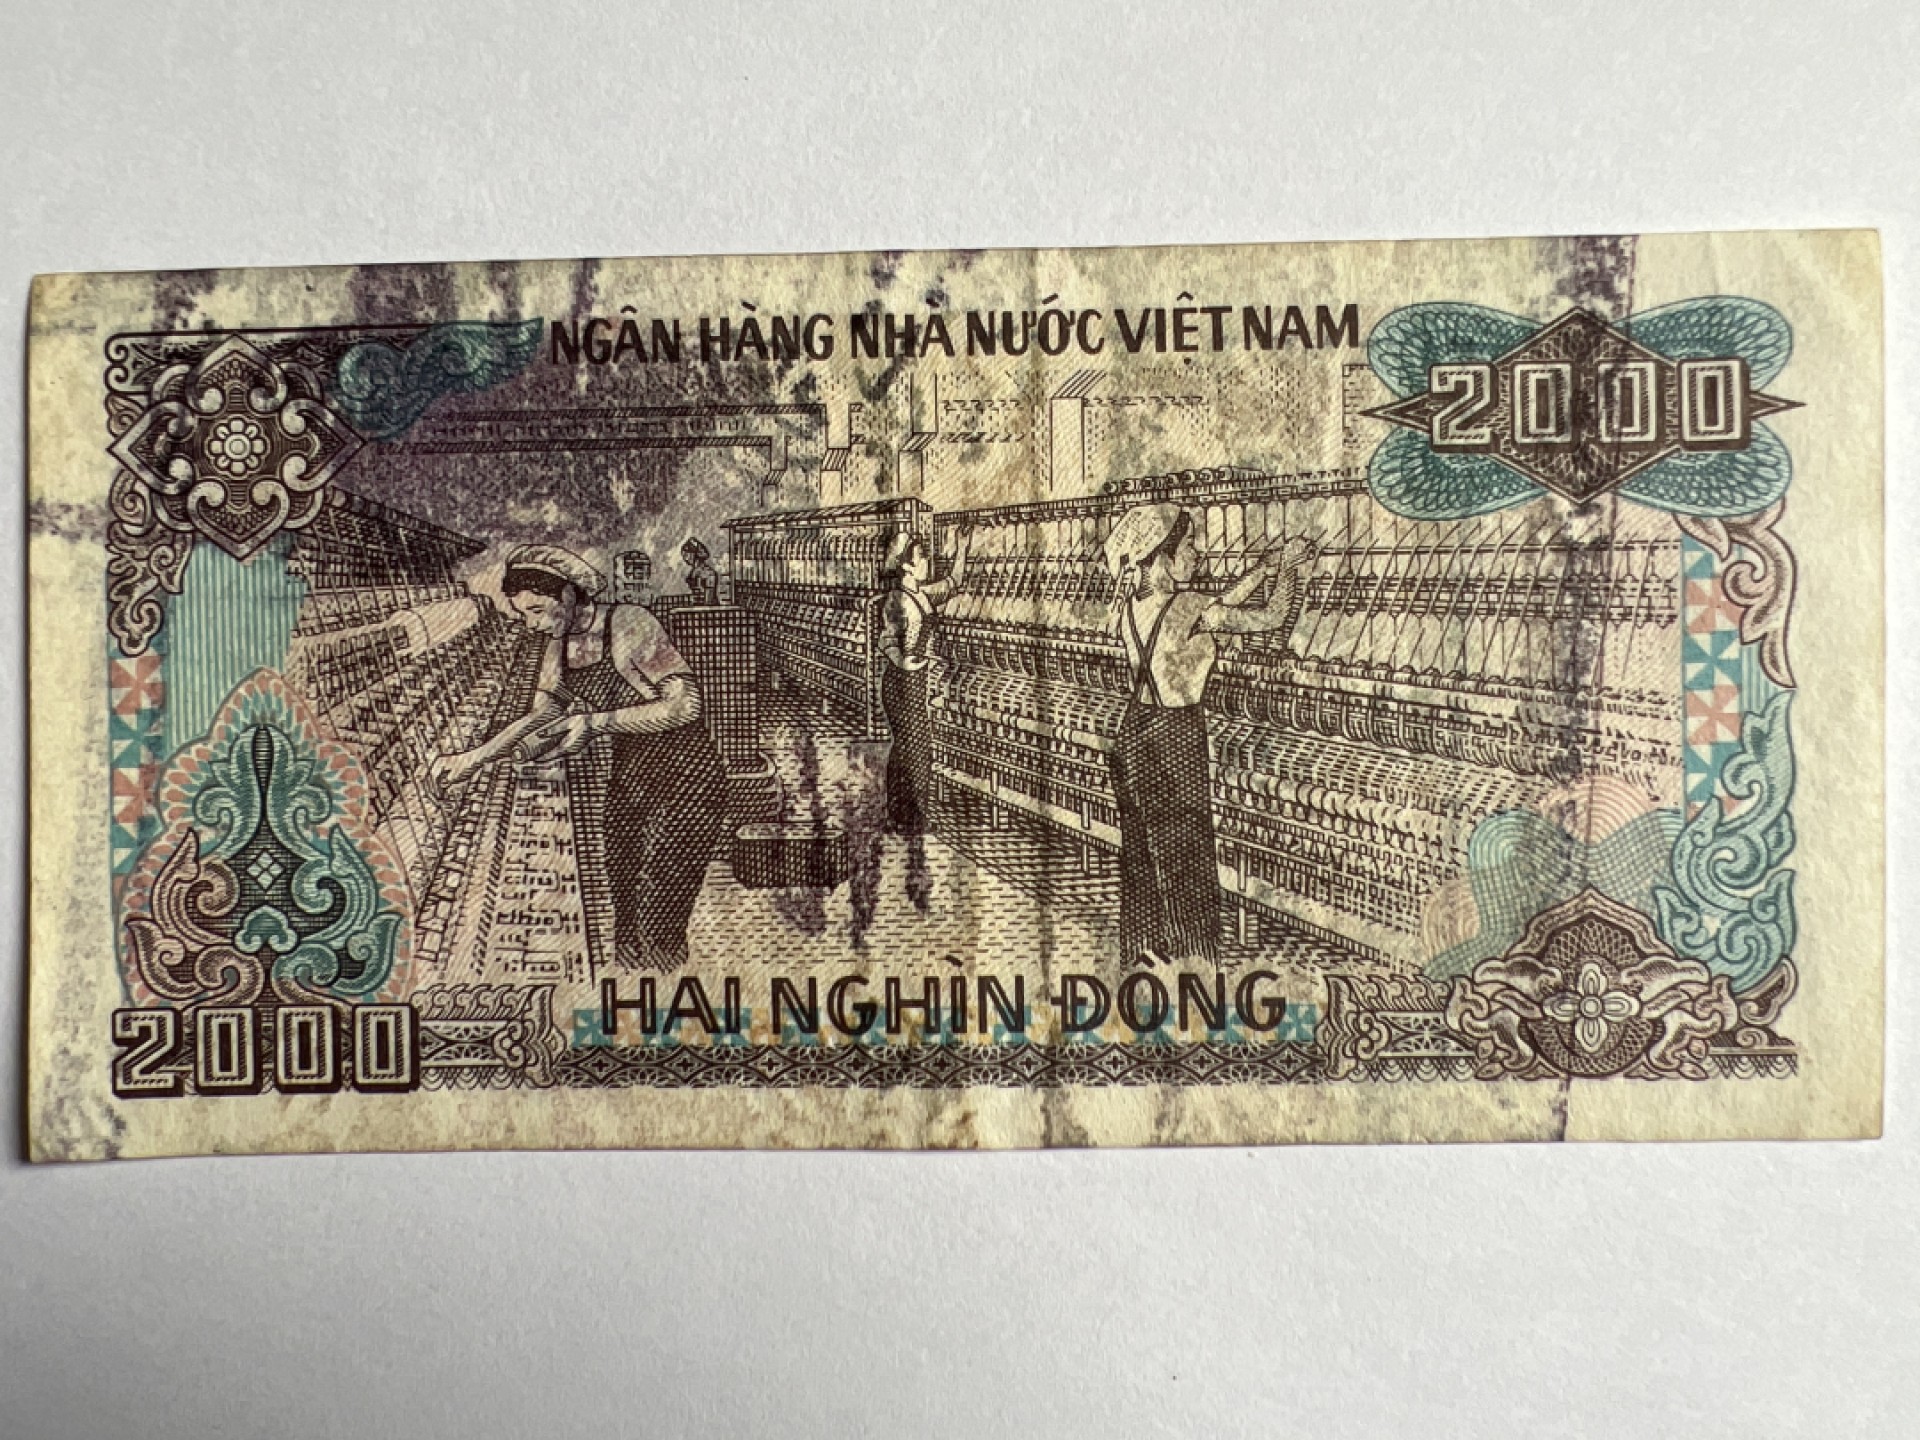 NGÂN HÀNG NHÀ NƯỚC VIỆT NAM
2000
HAI NGHÌN ĐỒNG
2000